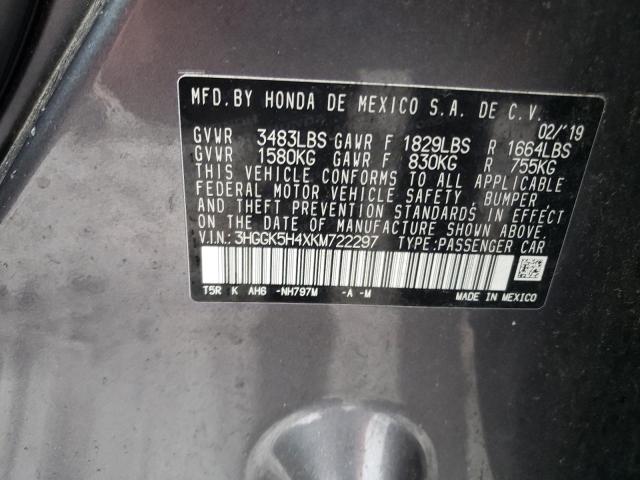 MFD.BY HONDA DE MEXICO S.A. DE C.V.
02/'19
GVWR 3483LBS GAWR F 1829LBS R 1664LBS
GVWR 1580KG GAWR F 830KG R 755KG
THIS VEHICLE CONFORMS TO ALL APPLICABLE
FEDERAL MOTOR VEHICLE SAFETY, BUMPER,
AND THEFT PREVENTION STANDARDS IN EFFECT
ON THE DATE OF MANUFACTURE SHOWN ABOVE.
V.I.N.: 3HGGK5H4XKM722297 TYPE:PASSENGER CAR
T5R K AH6 -NH797M -A -M
MADE IN MEXICO